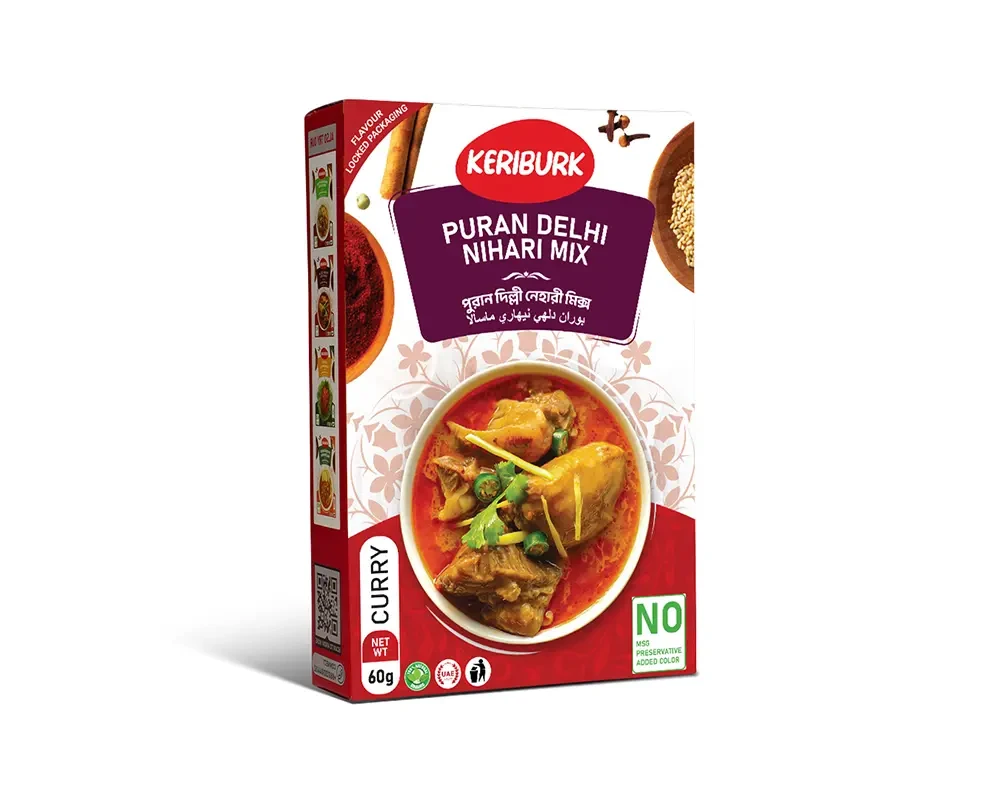 FLAVOUR
LOCKED PACKAGING
KERIBURK
PURAN DELHI
NIHARI MIX
পুরান দিল্লী নেহারী মিক্স
بوران دلهي نيهاري ماسالا
CURRY
NET
WT
60g
UAE
NO
MSG
PRESERVATIVE
ADDED COLOR